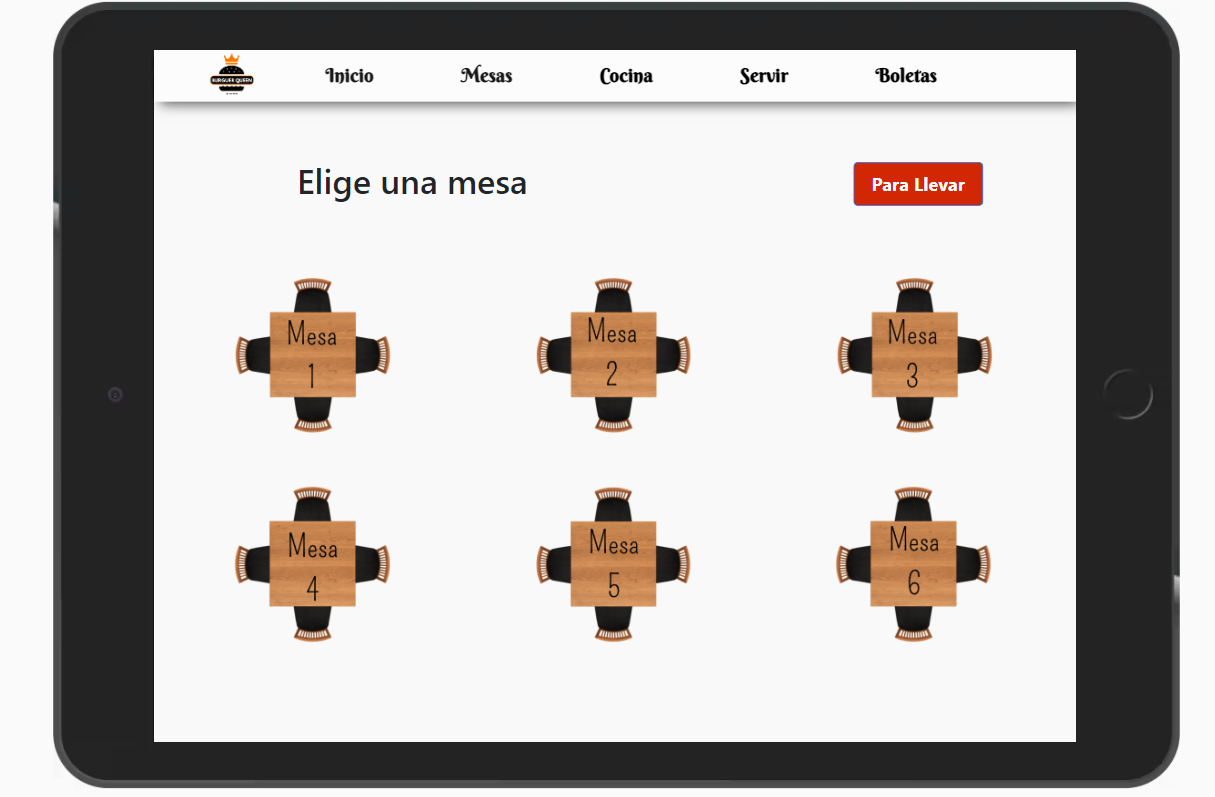 BURGUER QUEEN
Inicio
Mesas
Cocina
Servir
Boletas
Elige una mesa
Para Llevar
Mesa
1
Mesa
2
Mesa
3
Mesa
4
Mesa
5
Mesa
6